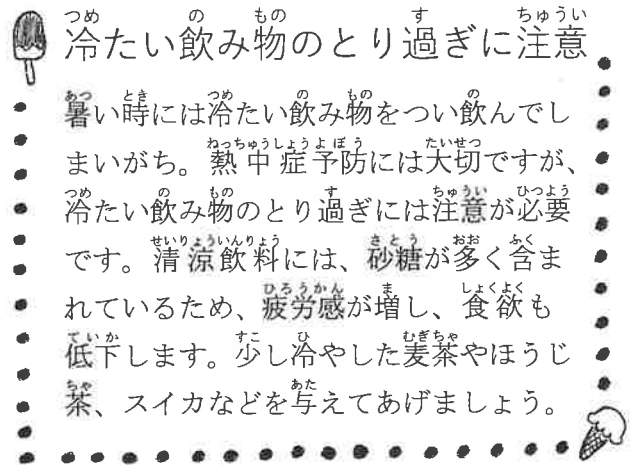 冷たい飲み物のとり過ぎに注意
暑い時には冷たい飲み物をつい飲んでし
まいがち。熱中症予防には大切ですが、
冷たい飲み物のとり過ぎには注意が必要
です。清涼飲料には、砂糖が多く含ま
れているため、疲労感が増し、食欲も
低下します。少し冷やした麦茶やほうじ
茶、スイカなどを与えてあげましょう。